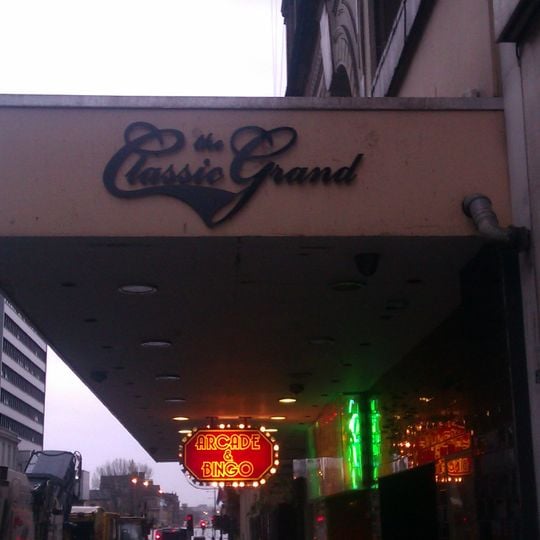 the
Classic Grand
ARCADE
&
BINGO